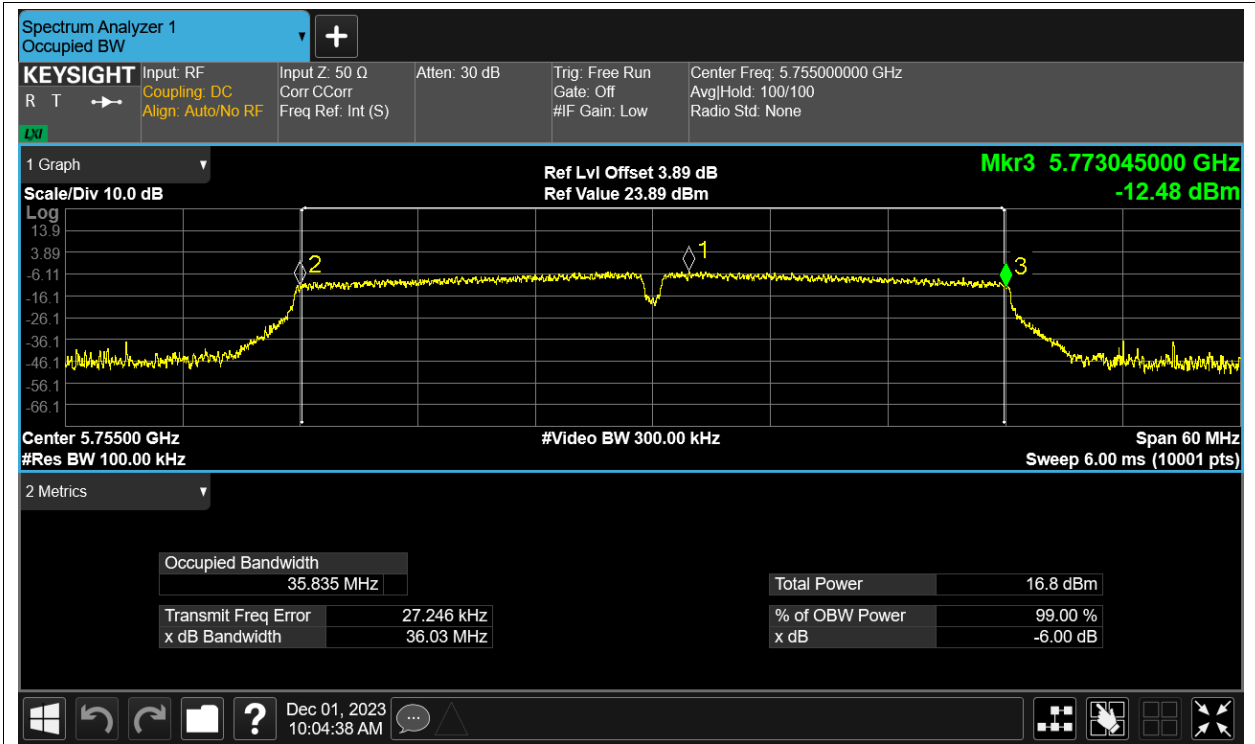 Spectrum Analyzer 1
Occupied BW
KEYSIGHT
R T
LXI
Input: RF
Coupling: DC
Align: Auto/No RF
Input Z: 50 Ω
Corr CCorr
Freq Ref: Int (S)
Atten: 30 dB
Trig: Free Run
Gate: Off
#IF Gain: Low
Center Freq: 5.755000000 GHz
Avg|Hold: 100/100
Radio Std: None
1 Graph
Scale/Div 10.0 dB
Ref Lvl Offset 3.89 dB
Ref Value 23.89 dBm
Mkr3 5.773045000 GHz
-12.48 dBm
Log
13.9
3.89
-6.11
-16.1
-26.1
-36.1
-46.1
-56.1
-66.1
2
1
3
Center 5.75500 GHz
#Video BW 300.00 kHz
Span 60 MHz
#Res BW 100.00 kHz
Sweep 6.00 ms (10001 pts)
2 Metrics
Occupied Bandwidth
35.835 MHz
Transmit Freq Error 27.246 kHz
x dB Bandwidth 36.03 MHz
Total Power 16.8 dBm
% of OBW Power 99.00 %
x dB -6.00 dB
Dec 01, 2023
10:04:38 AM